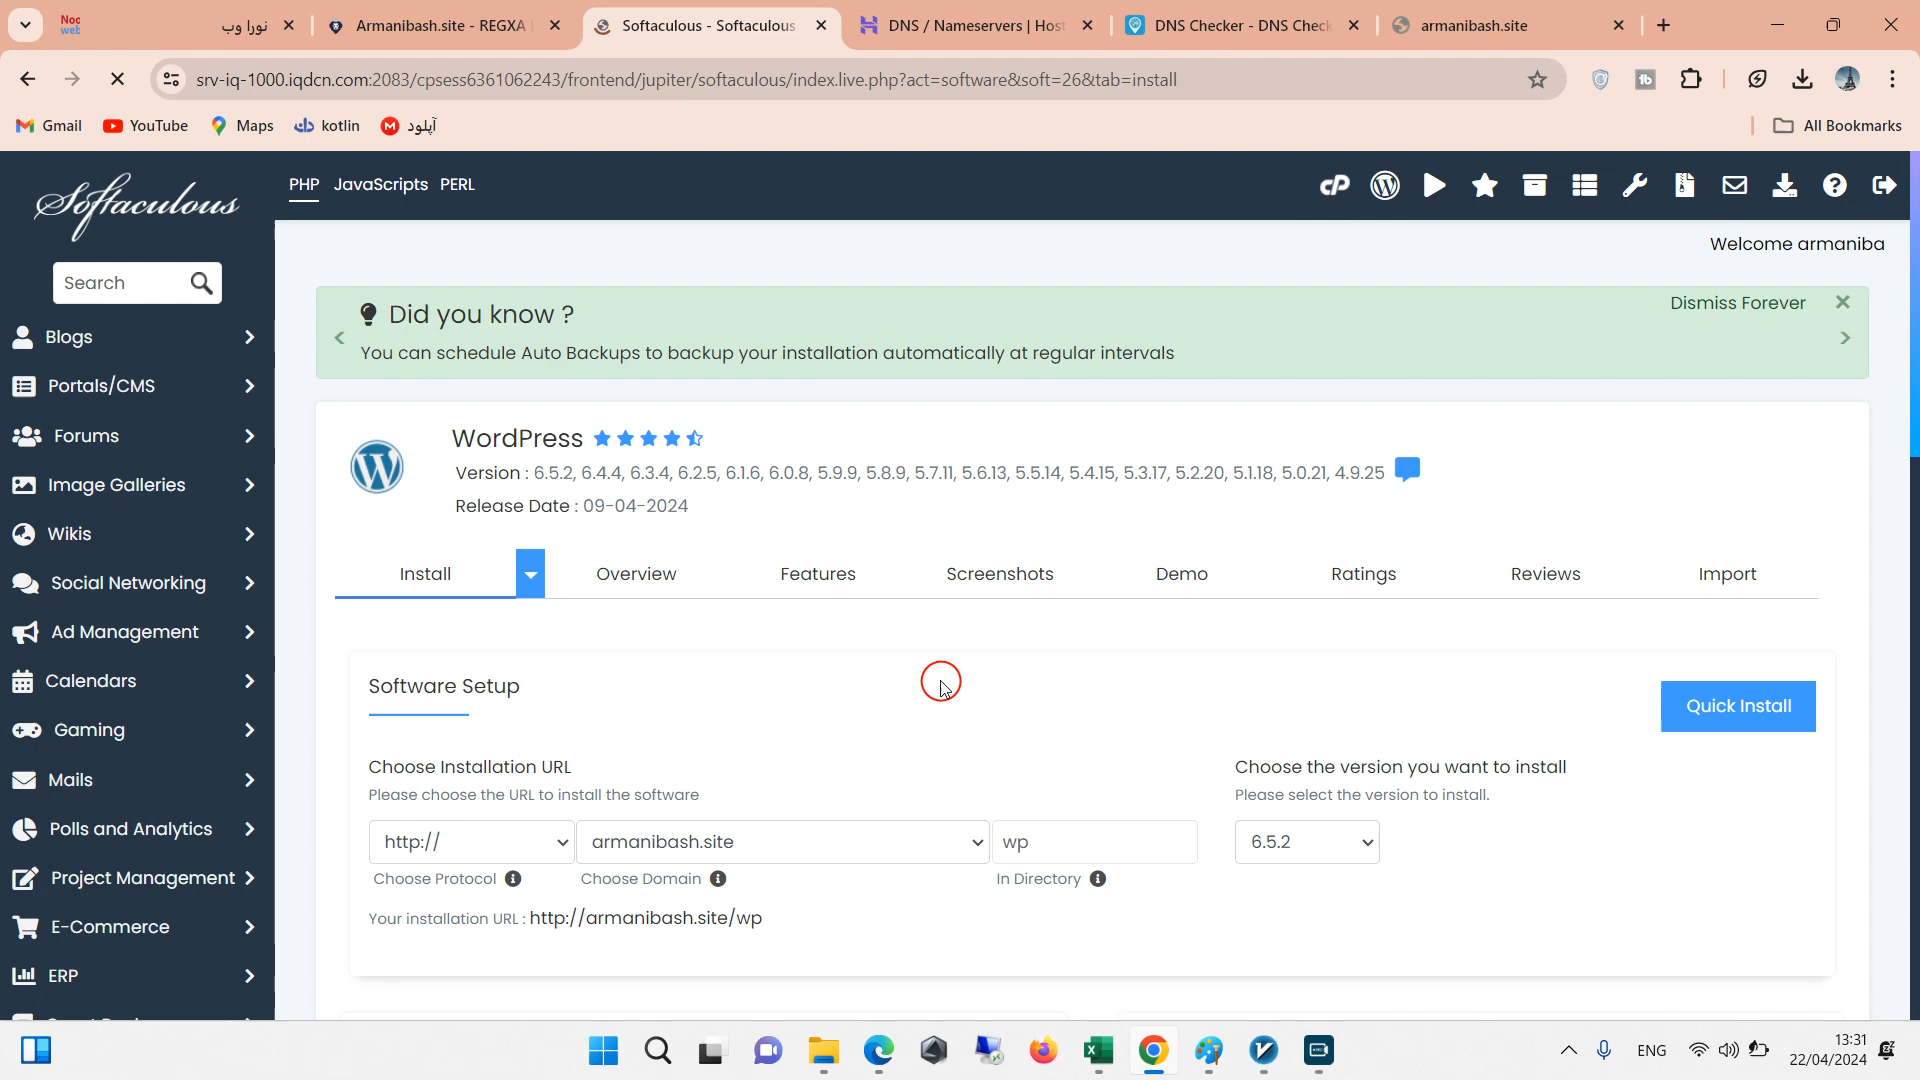 Noc
web
نورا وب
Armanibash.site - REGXA
Softaculous - Softaculous
DNS / Nameservers | Host
DNS Checker - DNS Check
armanibash.site
srv-iq-1000.iqdcn.com:2083/cpsess6361062243/frontend/jupiter/softaculous/index.live.php?act=software&soft=26&tab=install
Gmail
YouTube
Maps
kotlin
آپلود
All Bookmarks
Softaculous
PHP JavaScripts PERL
Welcome armaniba
Search
Blogs
Portals/CMS
Forums
Image Galleries
Wikis
Social Networking
Ad Management
Calendars
Gaming
Mails
Polls and Analytics
Project Management
E-Commerce
ERP
Did you know ?
Dismiss Forever
You can schedule Auto Backups to backup your installation automatically at regular intervals
WordPress
Version : 6.5.2, 6.4.4, 6.3.4, 6.2.5, 6.1.6, 6.0.8, 5.9.9, 5.8.9, 5.7.11, 5.6.13, 5.5.14, 5.4.15, 5.3.17, 5.2.20, 5.1.18, 5.0.21, 4.9.25
Release Date : 09-04-2024
Install Overview Features Screenshots Demo Ratings Reviews Import
Software Setup
Quick Install
Choose Installation URL
Please choose the URL to install the software
http:// armanibash.site wp
Choose Protocol Choose Domain In Directory
Your installation URL : http://armanibash.site/wp
Choose the version you want to install
Please select the version to install.
6.5.2
ENG
13:31
22/04/2024